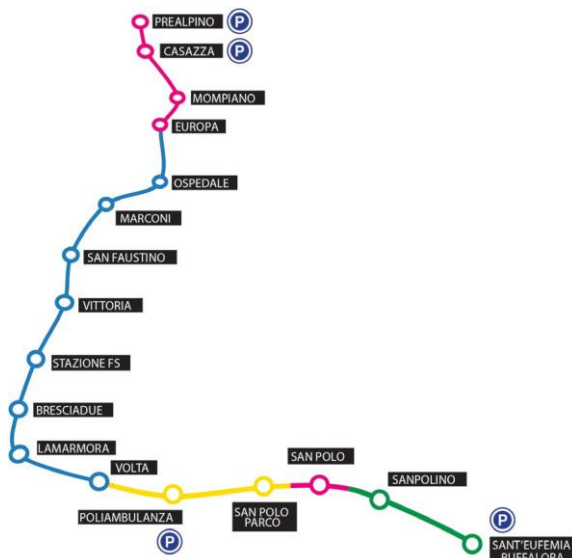 PREALPINO P
CASAZZA P
MOMPIANO
EUROPA
OSPEDALE
MARCONI
SAN FAUSTINO
VITTORIA
STAZIONE FS
BRESCIADUE
LAMARMORA
VOLTA
POLIAMBULANZA
P
SAN POLO
PARCO
SAN POLO
SANPOLINO
P
SANT'EUFEMIA
BUFFALORA